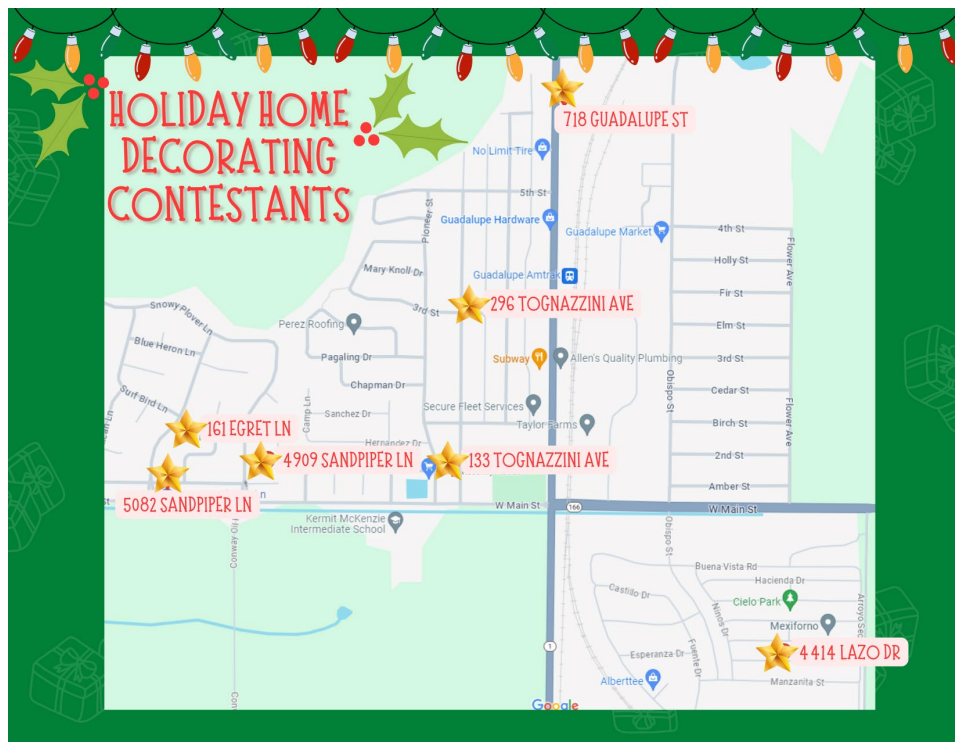 HOLIDAY HOME
DECORATING
CONTESTANTS
718 GUADALUPE ST
No Limit Tire
5th St
Pioneer St
Guadalupe Hardware
Guadalupe Market
4th St
Flower Ave
Holly St
Mary Knoll Dr
Guadalupe Amtrak
Fir St
3rd St
296 TOGNAZZINI AVE
Snowy Plover Ln
Perez Roofing
Elm St
Blue Heron Ln
Pagaling Dr
Subway
Allen's Quality Plumbing
3rd St
Chapman Dr
Obispo St
Cedar St
Surf Bird Ln
Camp Ln
Sanchez Dr
Secure Fleet Services
Flower Ave
Taylor Farms
Birch St
161 EGRET LN
Hernandez Dr
4909 SANDPIPER LN
133 TOGNAZZINI AVE
2nd St
5082 SANDPIPER LN
Amber St
W Main St
166
W Main St
Kermit McKenzie
Intermediate School
Obispo St
Buena Vista Rd
Hacienda Dr
Castillo Dr
Cielo Park
Ninos Dr
Mexiforno
Fuente Dr
1
Esperanza Dr
4414 LAZO DR
Alberttee
Manzanita St
Google